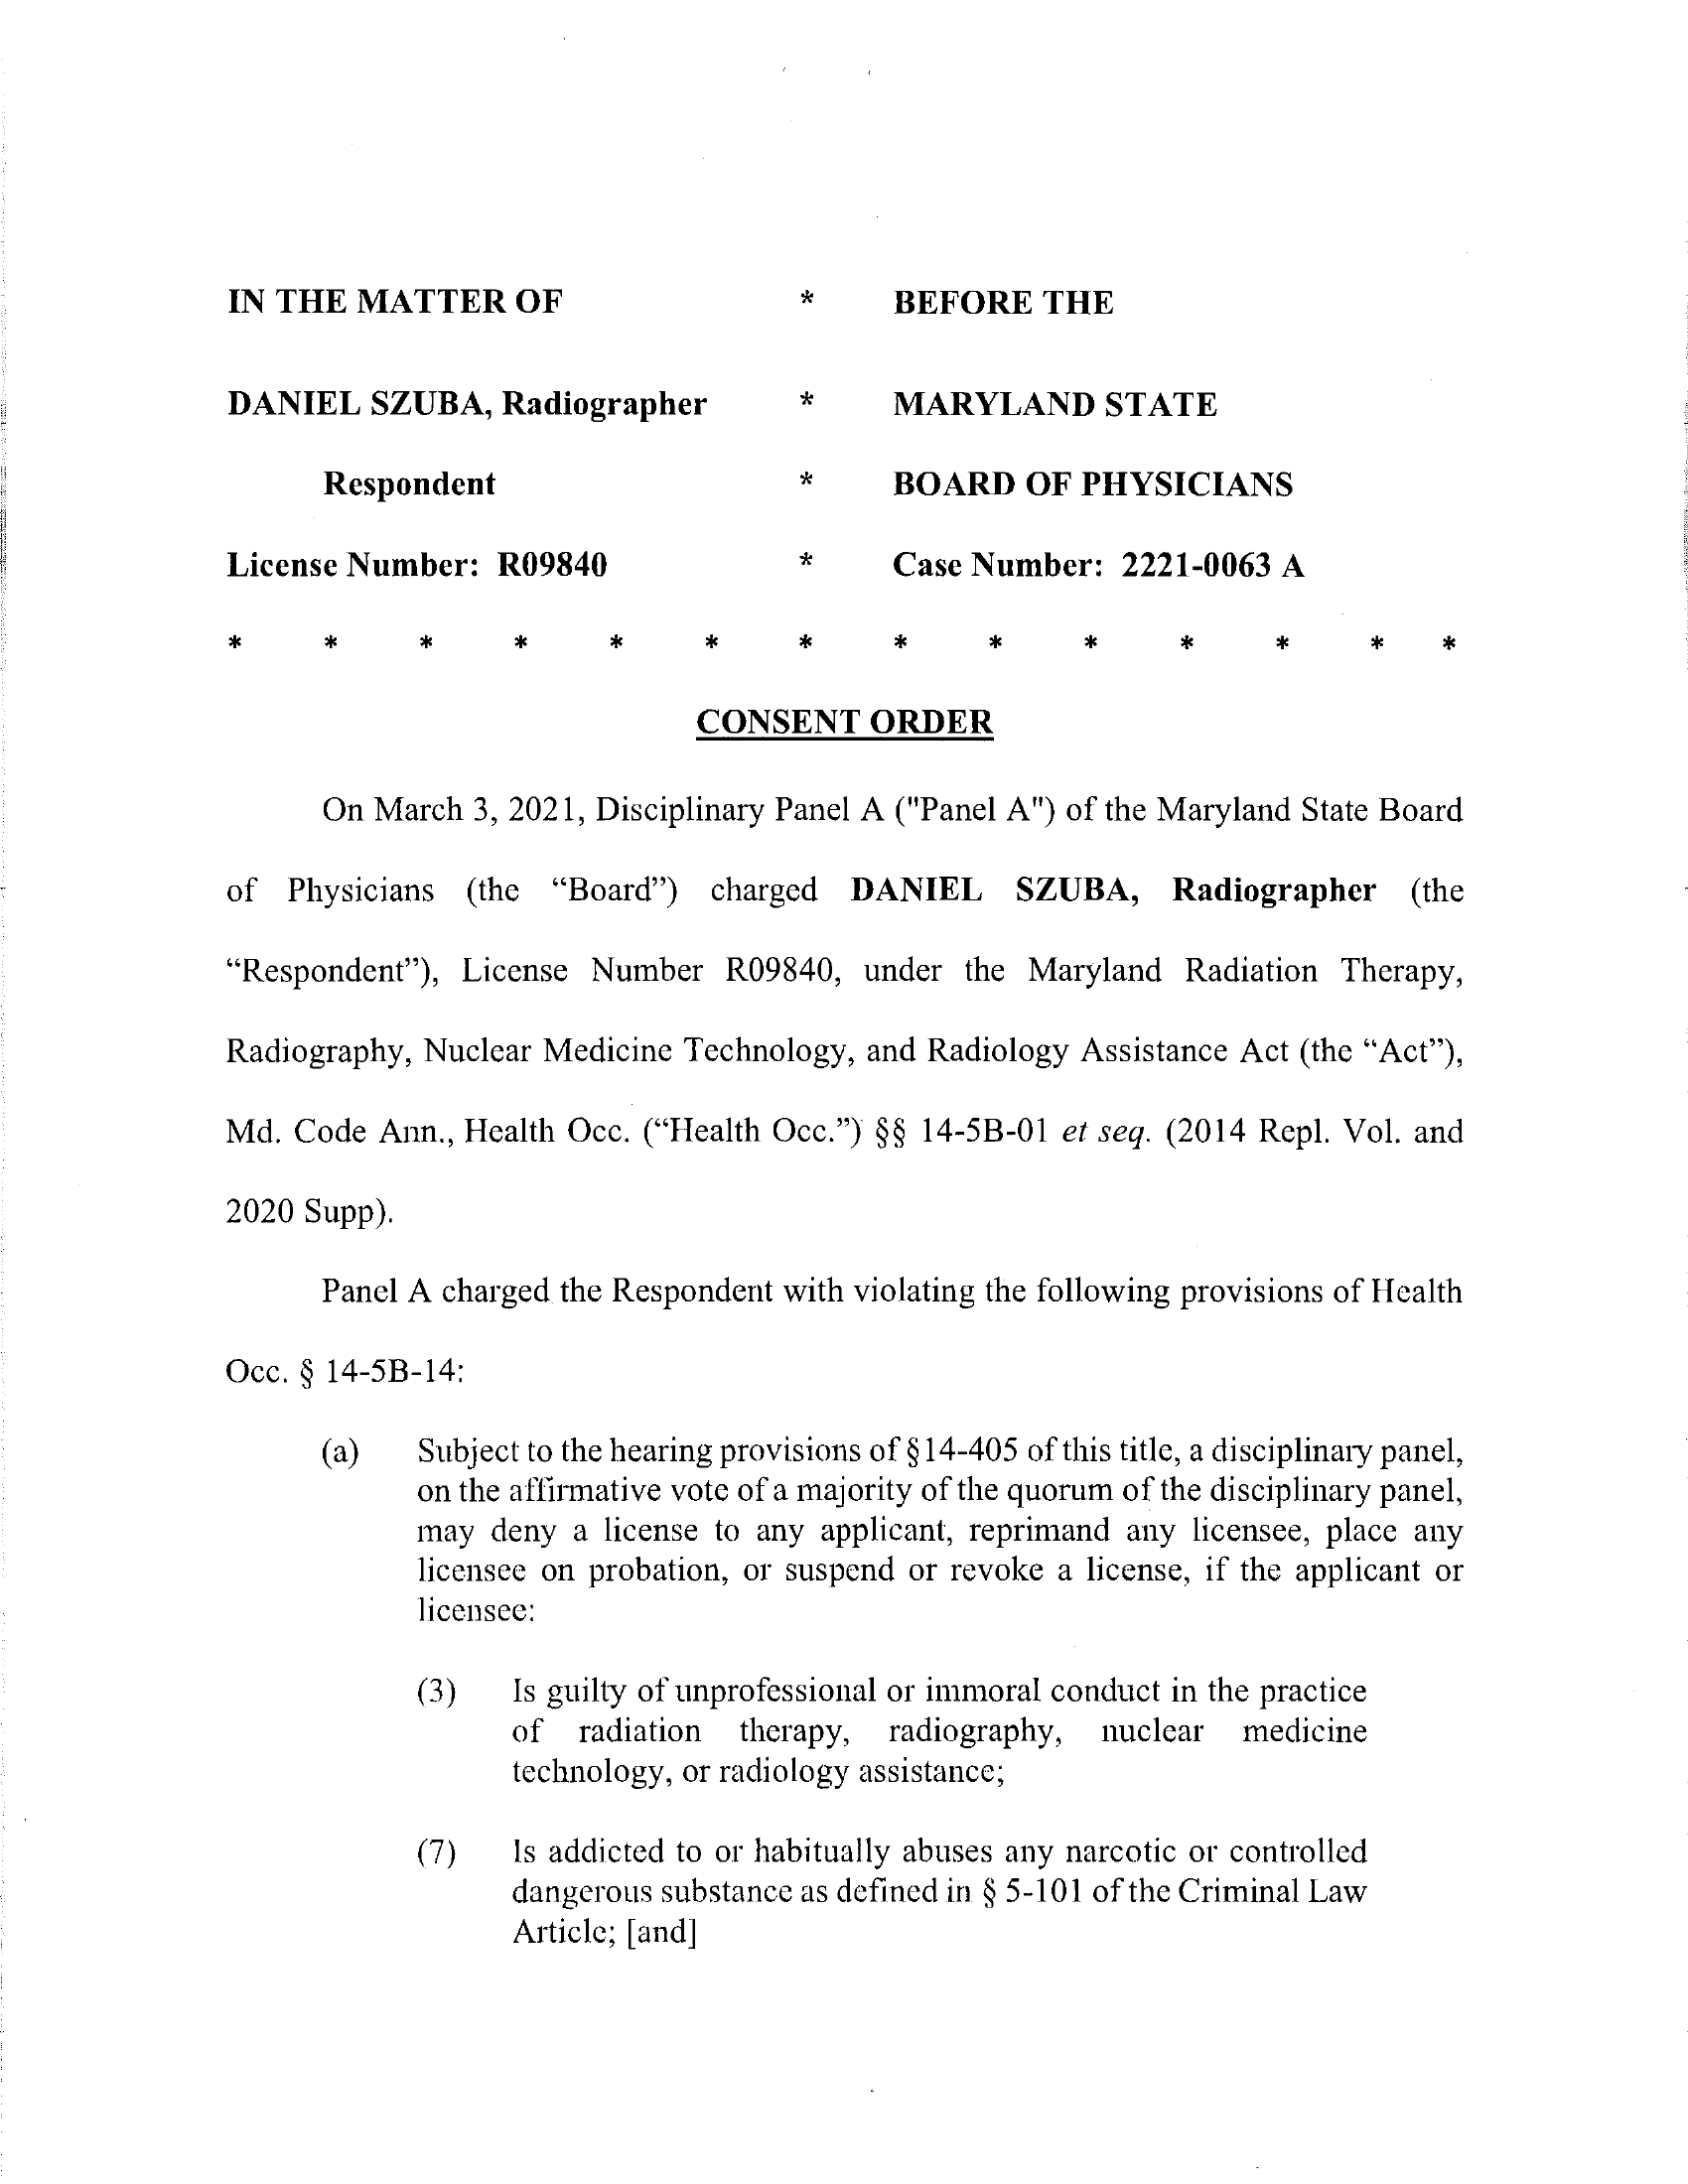 IN THE MATTER OF * BEFORE THE
DANIEL SZUBA, Radiographer * MARYLAND STATE
Respondent * BOARD OF PHYSICIANS
License Number: R09840 * Case Number: 2221-0063 A
* * * * * * * * * * * * * *
CONSENT ORDER
On March 3, 2021, Disciplinary Panel A ("Panel A") of the Maryland State Board
of Physicians (the “Board”) charged DANIEL SZUBA, Radiographer (the
“Respondent”), License Number R09840, under the Maryland Radiation Therapy,
Radiography, Nuclear Medicine Technology, and Radiology Assistance Act (the “Act”),
Md. Code Ann., Health Occ. (“Health Occ.”) §§ 14-5B-01 et seq. (2014 Repl. Vol. and
2020 Supp).
Panel A charged the Respondent with violating the following provisions of Health
Occ. § 14-5B-14:
(a) Subject to the hearing provisions of §14-405 of this title, a disciplinary panel,
on the affirmative vote of a majority of the quorum of the disciplinary panel,
may deny a license to any applicant, reprimand any licensee, place any
licensee on probation, or suspend or revoke a license, if the applicant or
licensee:
(3) Is guilty of unprofessional or immoral conduct in the practice
of radiation therapy, radiography, nuclear medicine
technology, or radiology assistance;
(7) Is addicted to or habitually abuses any narcotic or controlled
dangerous substance as defined in § 5-101 of the Criminal Law
Article; [and]